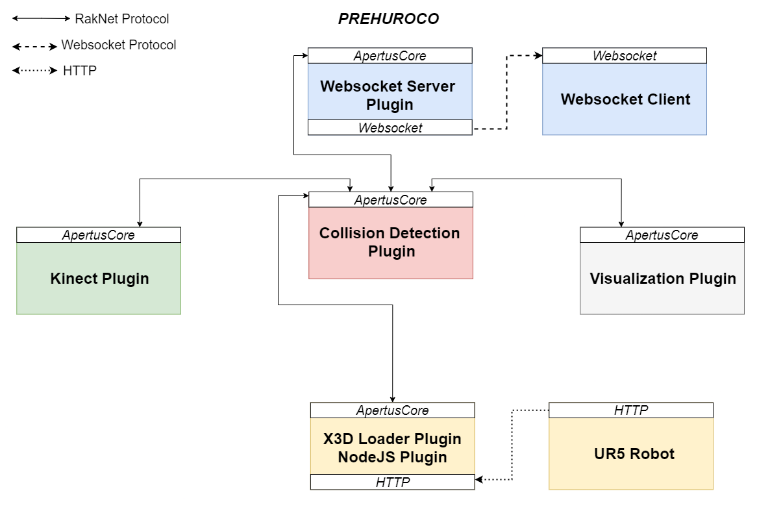 RakNet Protocol
PREHUROCO
Websocket Protocol
HTTP
ApertusCore
Websocket Server
Plugin
Websocket
Websocket
Websocket Client
ApertusCore
Collision Detection
Plugin
ApertusCore
Kinect Plugin
ApertusCore
Visualization Plugin
ApertusCore
X3D Loader Plugin
NodeJS Plugin
HTTP
HTTP
UR5 Robot